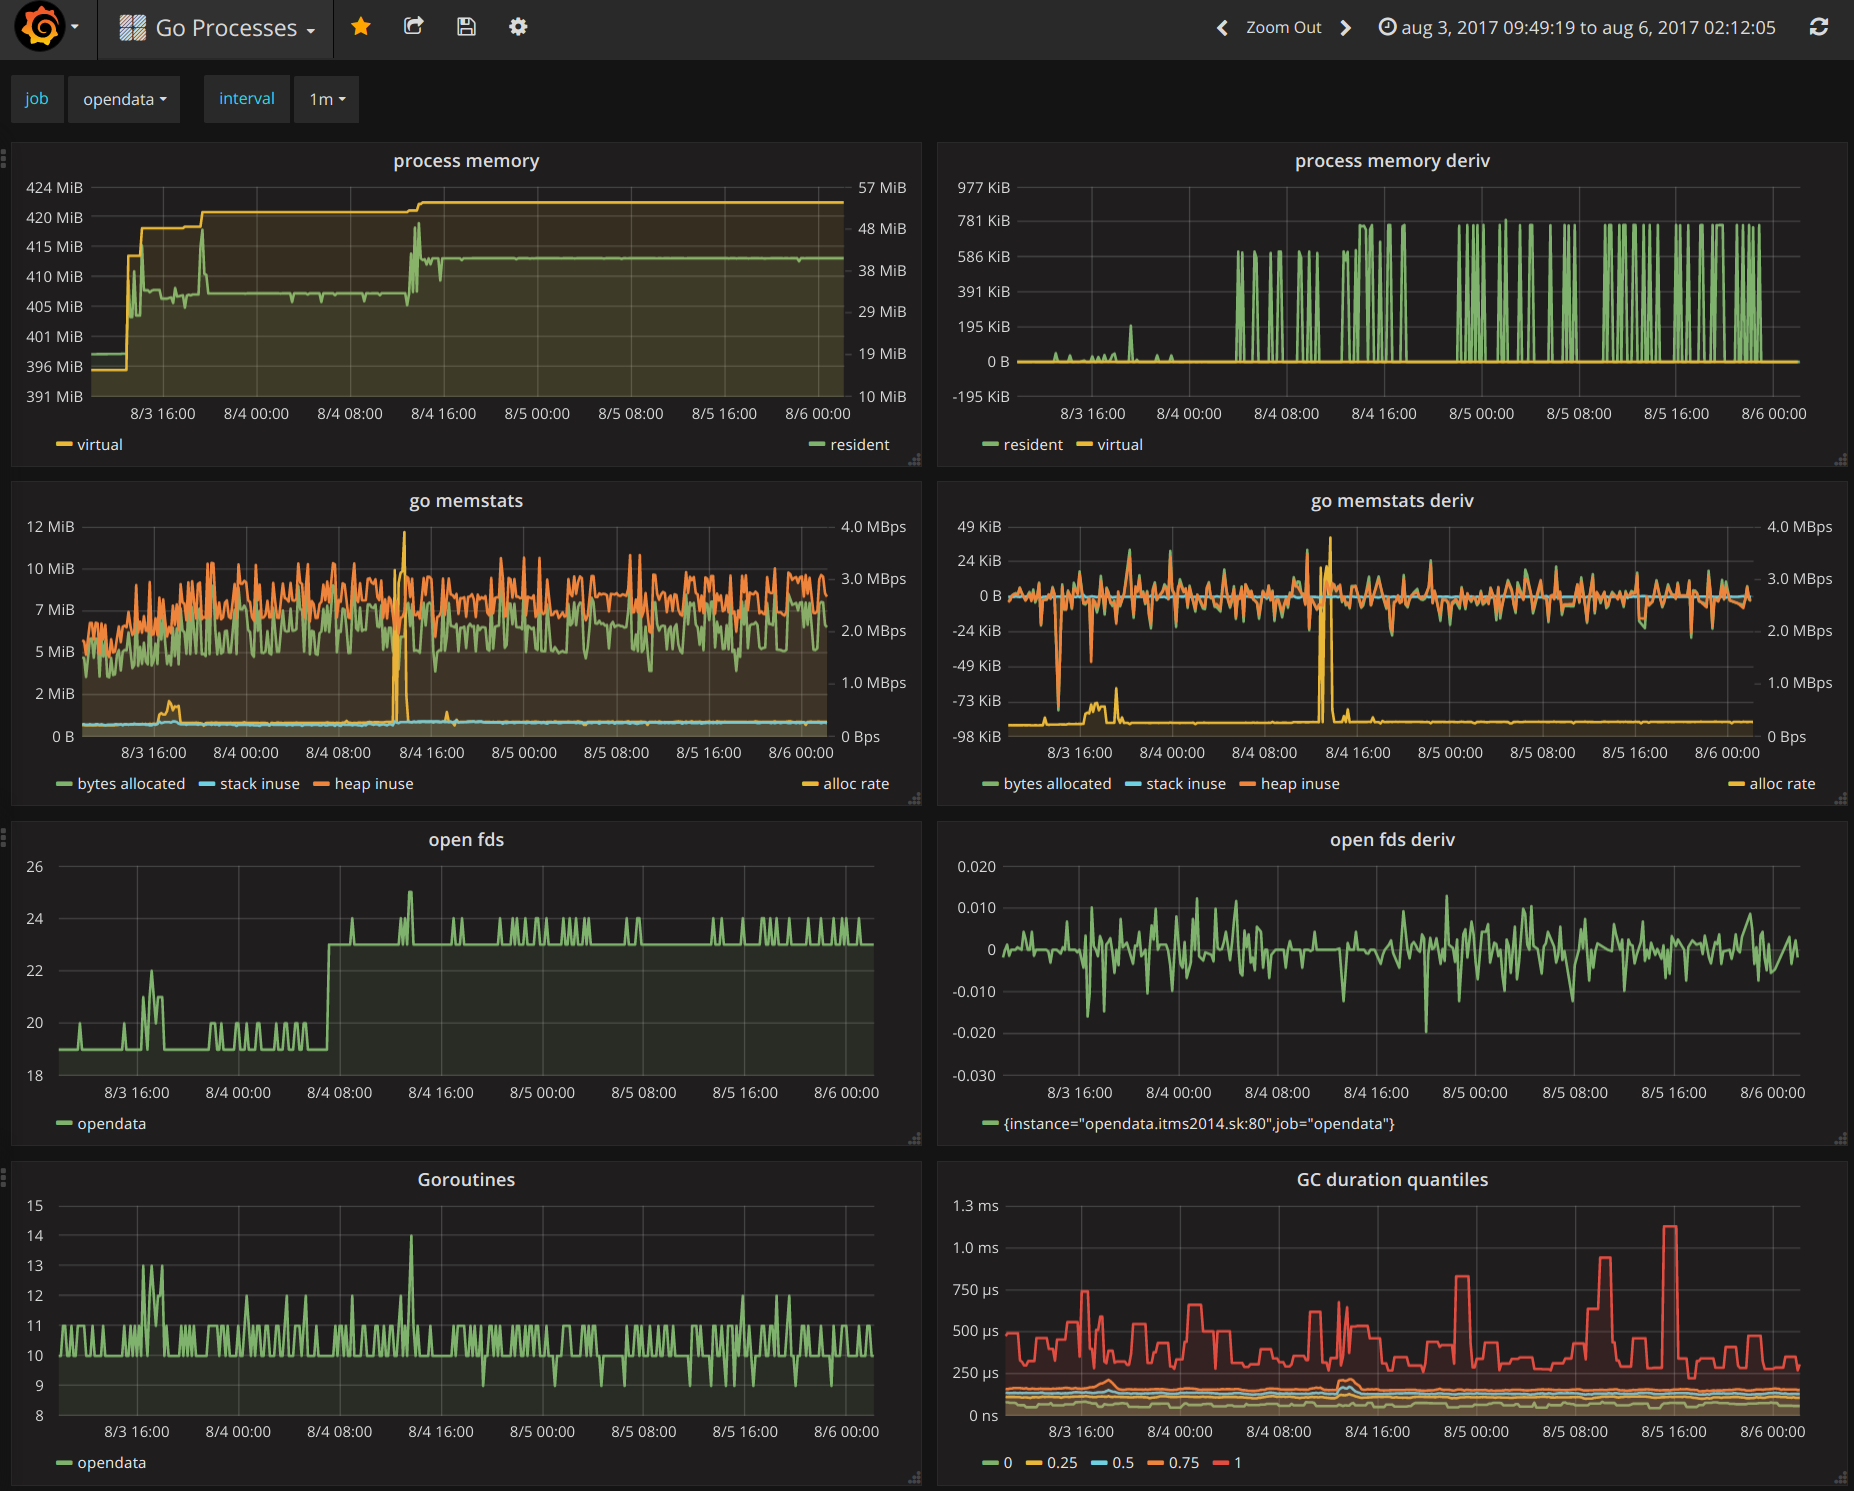 Go Processes
Zoom Out
aug 3, 2017 09:49:19 to aug 6, 2017 02:12:05
job opendata interval 1m
process memory
424 MiB 57 MiB
420 MiB
415 MiB 48 MiB
410 MiB 38 MiB
405 MiB 29 MiB
401 MiB
396 MiB 19 MiB
391 MiB 10 MiB
8/3 16:00 8/4 00:00 8/4 08:00 8/4 16:00 8/5 00:00 8/5 08:00 8/5 16:00 8/6 00:00
virtual resident
process memory deriv
977 KiB
781 KiB
586 KiB
391 KiB
195 KiB
0 B
-195 KiB
8/3 16:00 8/4 00:00 8/4 08:00 8/4 16:00 8/5 00:00 8/5 08:00 8/5 16:00 8/6 00:00
resident virtual
go memstats
12 MiB 4.0 MBps
10 MiB 3.0 MBps
7 MiB 2.0 MBps
5 MiB
2 MiB 1.0 MBps
0 B 0 Bps
8/3 16:00 8/4 00:00 8/4 08:00 8/4 16:00 8/5 00:00 8/5 08:00 8/5 16:00 8/6 00:00
bytes allocated stack inuse heap inuse alloc rate
go memstats deriv
49 KiB 4.0 MBps
24 KiB 3.0 MBps
0 B
-24 KiB 2.0 MBps
-49 KiB
-73 KiB 1.0 MBps
-98 KiB 0 Bps
8/3 16:00 8/4 00:00 8/4 08:00 8/4 16:00 8/5 00:00 8/5 08:00 8/5 16:00 8/6 00:00
bytes allocated stack inuse heap inuse alloc rate
open fds
26
24
22
20
18
8/3 16:00 8/4 00:00 8/4 08:00 8/4 16:00 8/5 00:00 8/5 08:00 8/5 16:00 8/6 00:00
opendata
open fds deriv
0.020
0.010
0
-0.010
-0.020
-0.030
8/3 16:00 8/4 00:00 8/4 08:00 8/4 16:00 8/5 00:00 8/5 08:00 8/5 16:00 8/6 00:00
{instance="opendata.itms2014.sk:80",job="opendata"}
Goroutines
15
14
13
12
11
10
9
8
8/3 16:00 8/4 00:00 8/4 08:00 8/4 16:00 8/5 00:00 8/5 08:00 8/5 16:00 8/6 00:00
opendata
GC duration quantiles
1.3 ms
1.0 ms
750 µs
500 µs
250 µs
0 ns
8/3 16:00 8/4 00:00 8/4 08:00 8/4 16:00 8/5 00:00 8/5 08:00 8/5 16:00 8/6 00:00
0 0.25 0.5 0.75 1